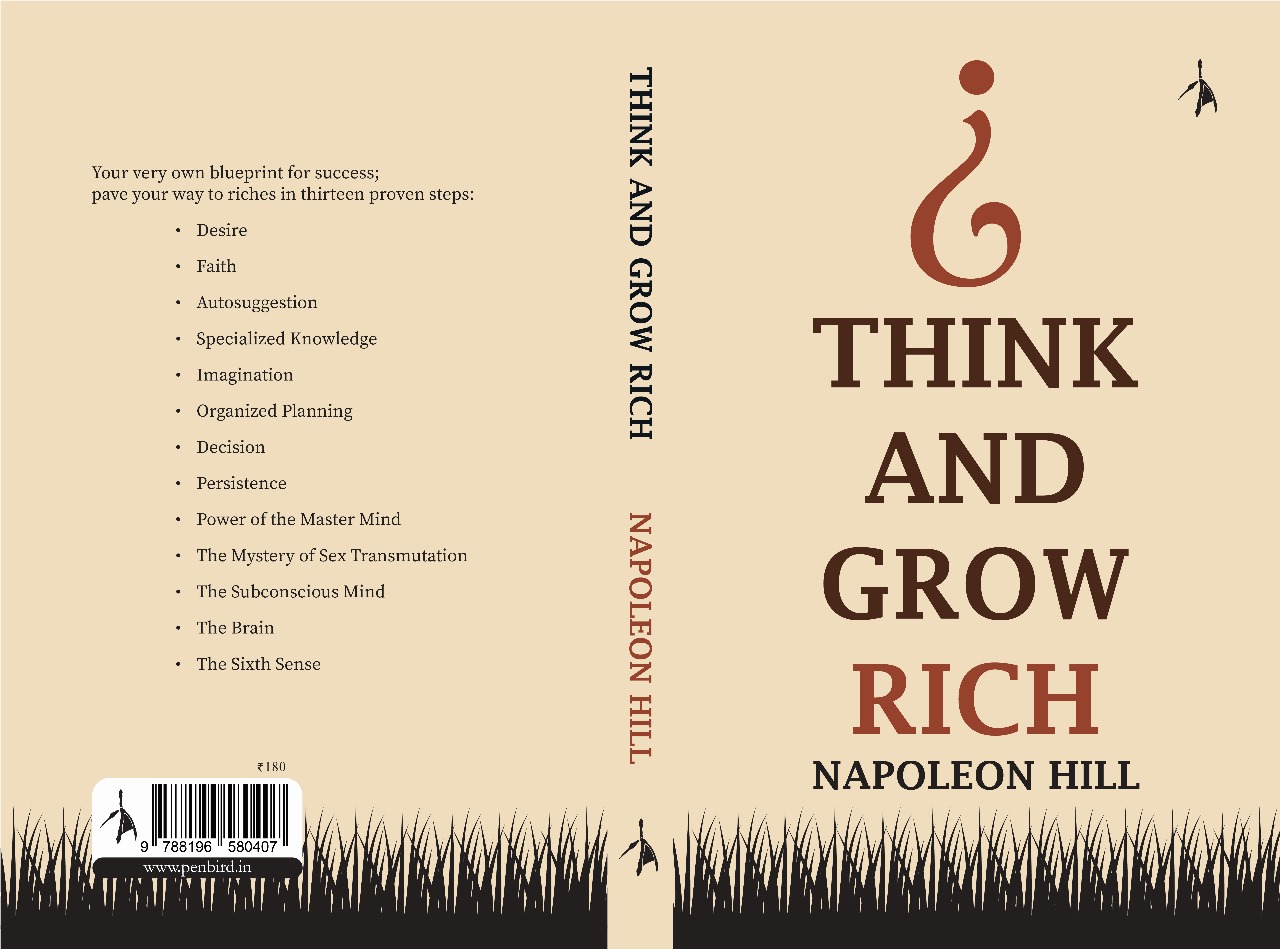 Your very own blueprint for success;
pave your way to riches in thirteen proven steps:
• Desire
• Faith
• Autosuggestion
• Specialized Knowledge
• Imagination
• Organized Planning
• Decision
• Persistence
• Power of the Master Mind
• The Mystery of Sex Transmutation
• The Subconscious Mind
• The Brain
• The Sixth Sense
₹180
9 788196 580407
www.penbird.in
THINK AND GROW RICH
NAPOLEON HILL
¿
THINK
AND
GROW
RICH
NAPOLEON HILL